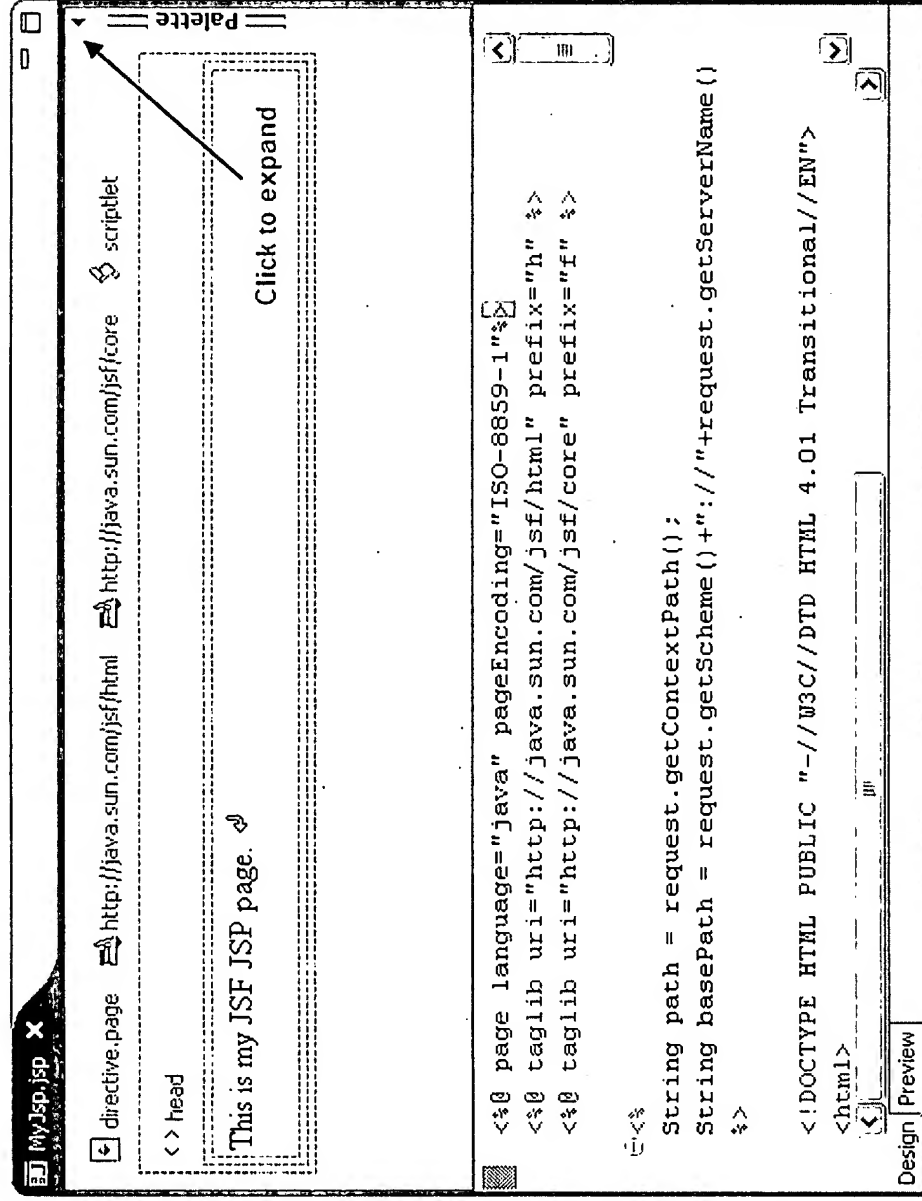 MyJsp.jsp
directive.page http://java.sun.com/jsf/html http://java.sun.com/jsf/core scriptlet
Palette
<> head
This is my JSF JSP page.
Click to expand
<%@ page language="java" pageEncoding="ISO-8859-1"%>
<%@ taglib uri="http://java.sun.com/jsf/html" prefix="h" %>
<%@ taglib uri="http://java.sun.com/jsf/core" prefix="f" %>
<%
String path = request.getContextPath();
String basePath = request.getScheme()+"://"+request.getServerName()
%>
<!DOCTYPE HTML PUBLIC "-//W3C//DTD HTML 4.01 Transitional//EN">
<html>
Design Preview